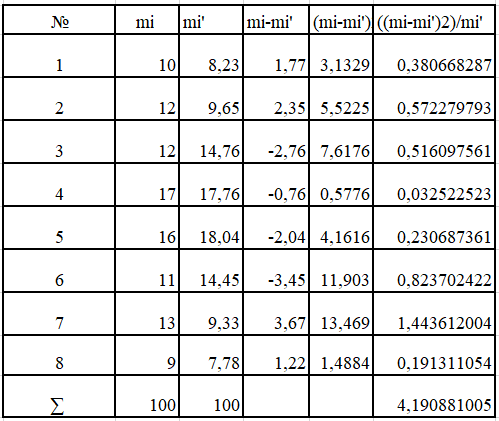 № mi mi' mi-mi' (mi-mi') ((mi-mi')2)/mi'
1 10 8,23 1,77 3,1329 0,380668287
2 12 9,65 2,35 5,5225 0,572279793
3 12 14,76 -2,76 7,6176 0,516097561
4 17 17,76 -0,76 0,5776 0,032522523
5 16 18,04 -2,04 4,1616 0,230687361
6 11 14,45 -3,45 11,903 0,823702422
7 13 9,33 3,67 13,469 1,443612004
8 9 7,78 1,22 1,4884 0,191311054
∑ 100 100 4,190881005